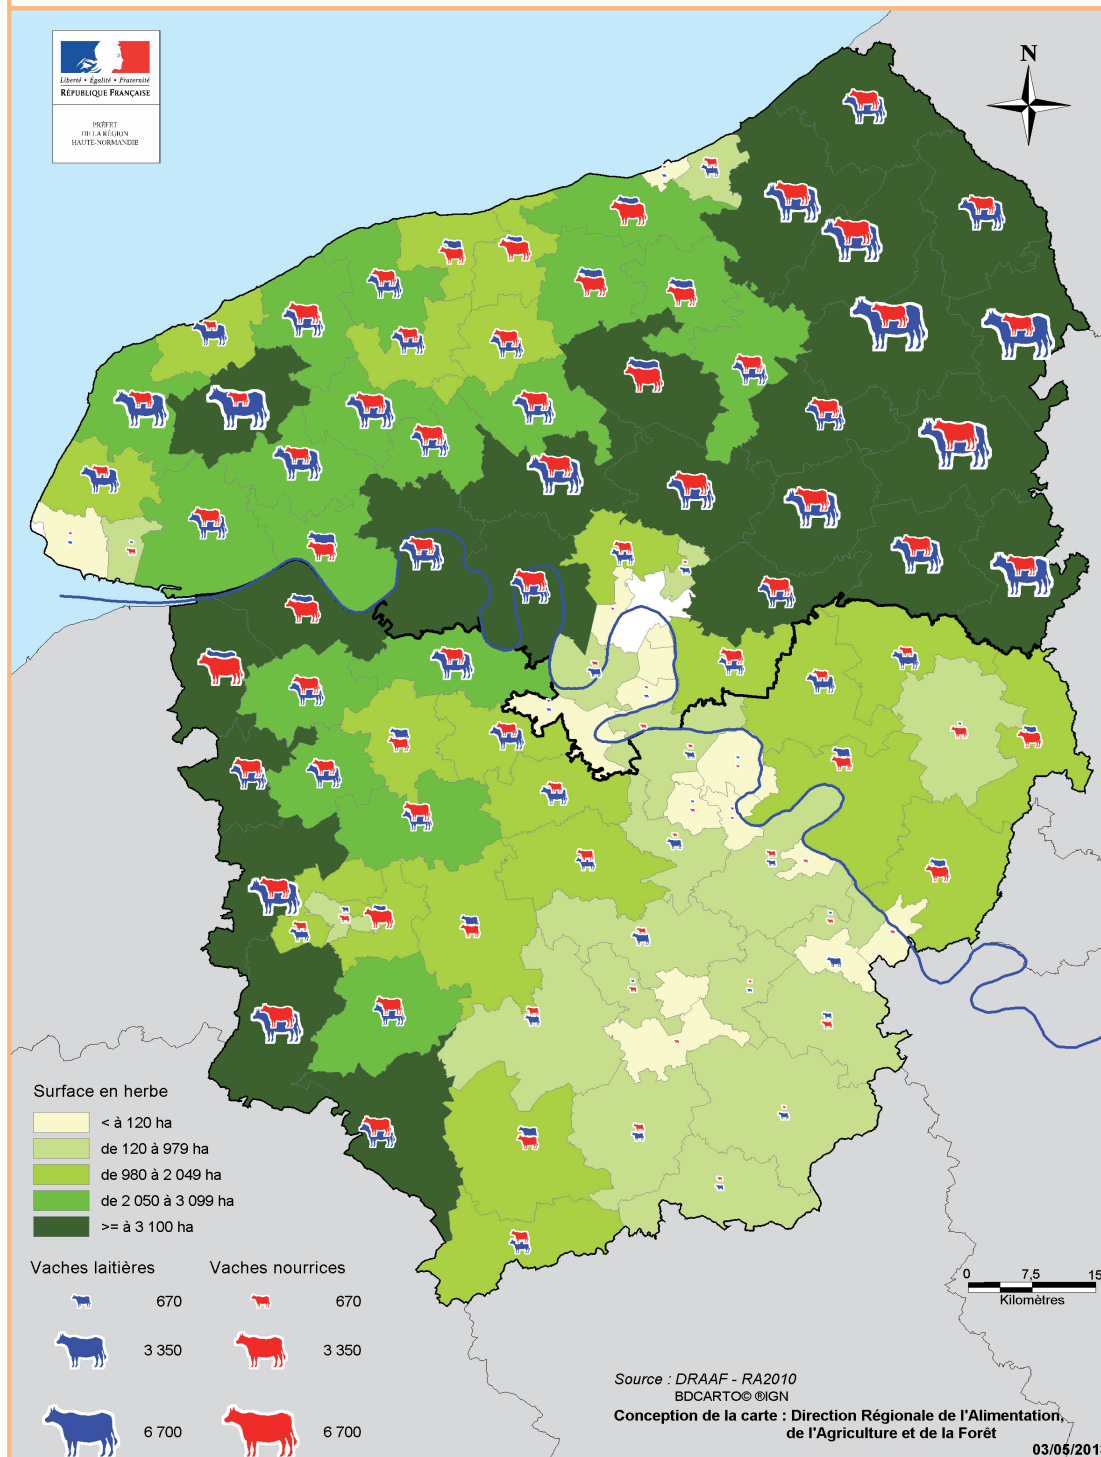 Liberté • Égalité • Fraternité
RÉPUBLIQUE FRANÇAISE
PRÉFET
DE LA RÉGION
HAUTE-NORMANDIE
N
Surface en herbe
< à 120 ha
de 120 à 979 ha
de 980 à 2 049 ha
de 2 050 à 3 099 ha
>= à 3 100 ha
Vaches laitières Vaches nourrices
670 670
3 350 3 350
6 700 6 700
0 7,5 15
Kilomètres
Source : DRAAF - RA2010
BDCARTO© ®IGN
Conception de la carte : Direction Régionale de l'Alimentation,
de l'Agriculture et de la Forêt
03/05/2013